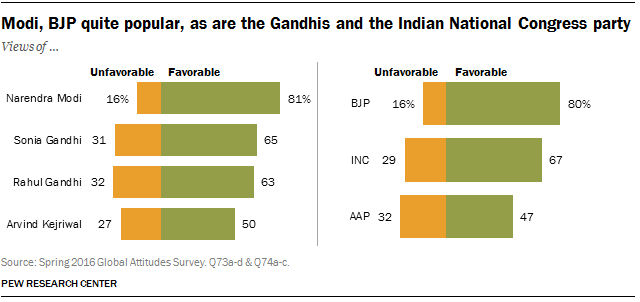 Modi, BJP quite popular, as are the Gandhis and the Indian National Congress party
Views of ...
Unfavorable Favorable
Narendra Modi 16% 81%
Sonia Gandhi 31 65
Rahul Gandhi 32 63
Arvind Kejriwal 27 50
Unfavorable Favorable
BJP 16% 80%
INC 29 67
AAP 32 47
Source: Spring 2016 Global Attitudes Survey. Q73a-d & Q74a-c.
PEW RESEARCH CENTER